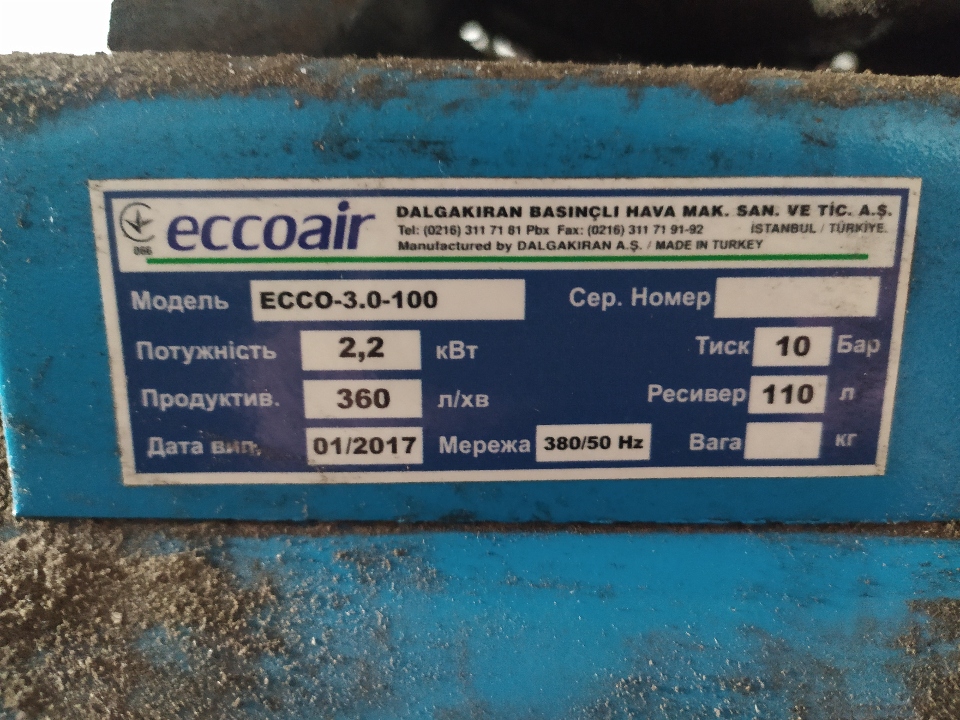 eccoair
DALGAKIRAN BASINÇLI HAVA MAK. SAN. VE TİC. A.Ş.
Tel: (0216) 311 71 81 Pbx Fax: (0216) 311 71 91-92 İSTANBUL / TÜRKİYE.
Manufactured by DALGAKIRAN A.Ş. / MADE IN TURKEY
066
Модель ECCO-3.0-100 Сер. Номер
Потужність 2,2 кВт Тиск 10 Бар
Продуктив. 360 л/хв Ресивер 110 л
Дата вип. 01/2017 Мережа 380/50 Hz Вага кг